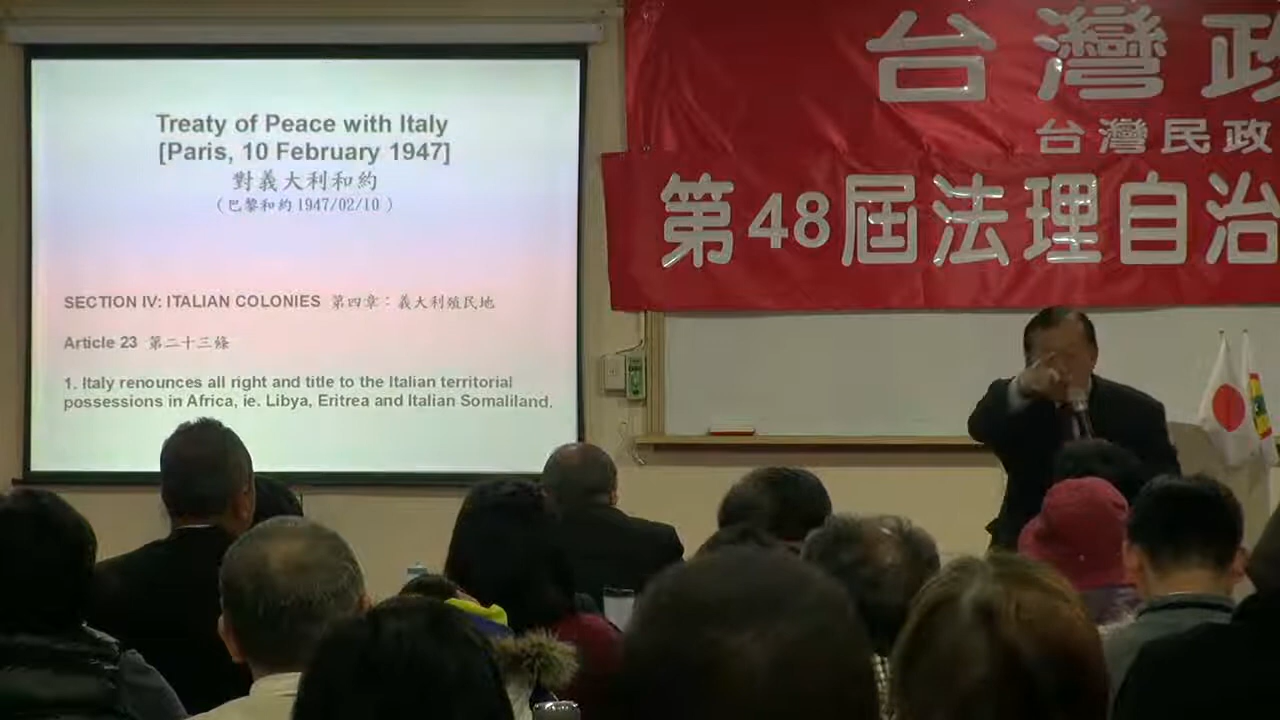 Treaty of Peace with Italy
[Paris, 10 February 1947]
對義大利和約
（巴黎和約 1947/02/10 ）
SECTION IV: ITALIAN COLONIES 第四章：義大利殖民地
Article 23 第二十三條
1. Italy renounces all right and title to the Italian territorial
possessions in Africa, ie. Libya, Eritrea and Italian Somaliland.
台灣政
台灣民政
第48屆法理自治